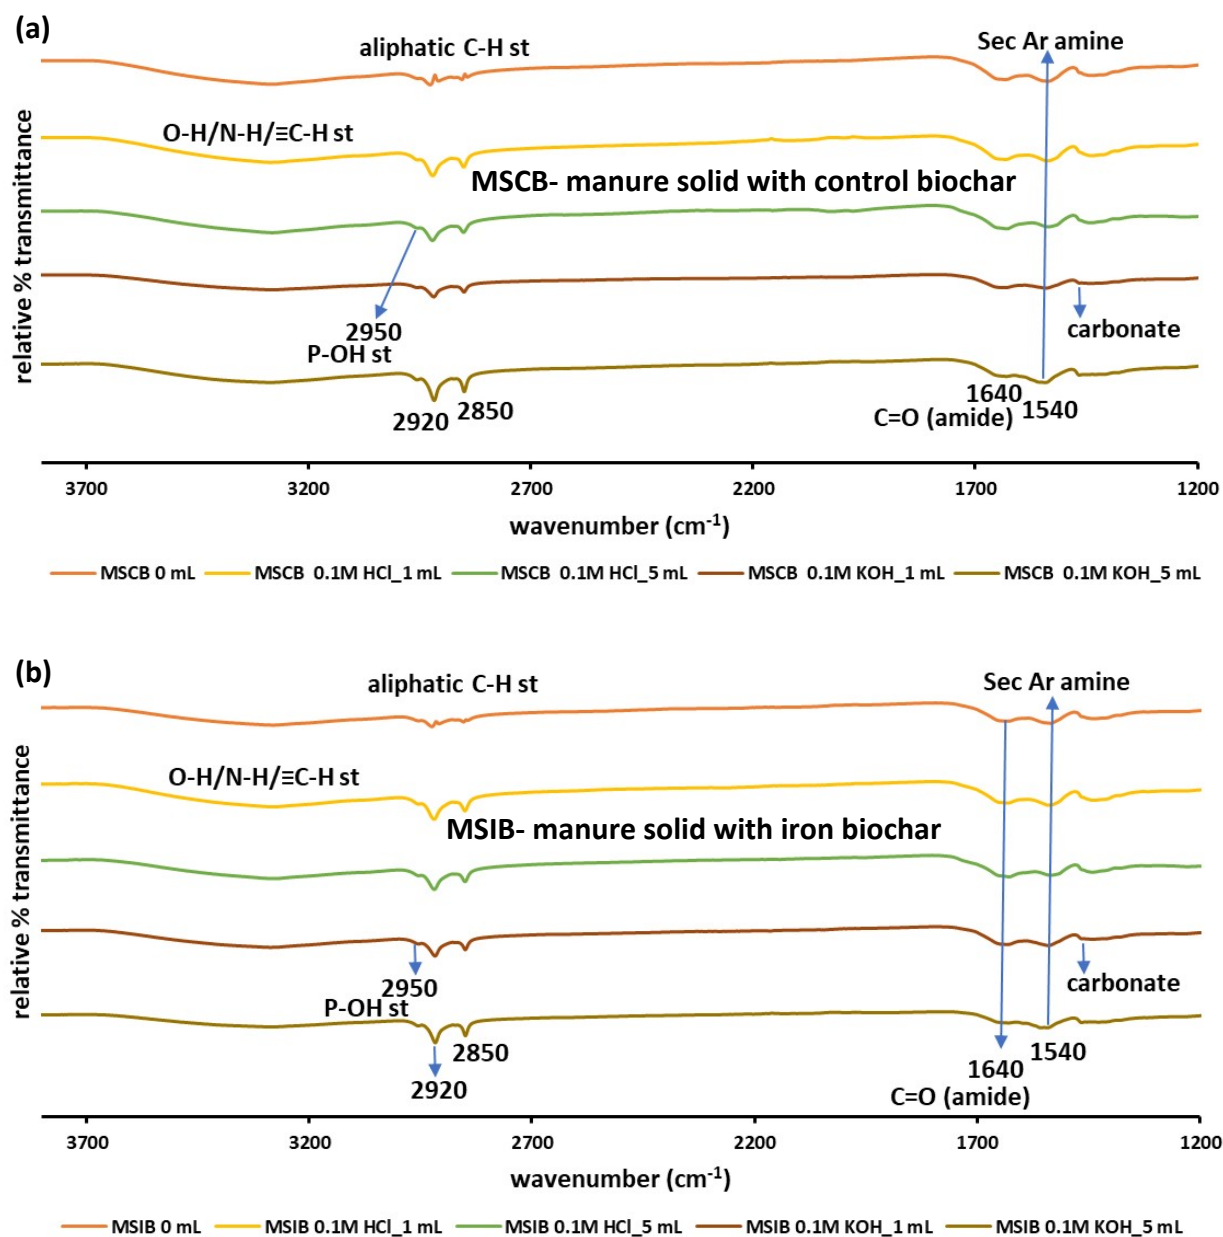 (a)
aliphatic C-H st
Sec Ar amine
O-H/N-H/≡C-H st
MSCB- manure solid with control biochar
relative % transmittance
2950
P-OH st
carbonate
2920
2850
1640
1540
C=O (amide)
3700 3200 2700 2200 1700 1200
wavenumber (cm-1)
MSCB 0 mL MSCB 0.1M HCl_1 mL MSCB 0.1M HCl_5 mL MSCB 0.1M KOH_1 mL MSCB 0.1M KOH_5 mL
(b)
aliphatic C-H st
Sec Ar amine
O-H/N-H/≡C-H st
MSIB- manure solid with iron biochar
relative % transmittance
2950
P-OH st
carbonate
2850
2920
1540
1640
C=O (amide)
3700 3200 2700 2200 1700 1200
wavenumber (cm-1)
MSIB 0 mL MSIB 0.1M HCl_1 mL MSIB 0.1M HCl_5 mL MSIB 0.1M KOH_1 mL MSIB 0.1M KOH_5 mL